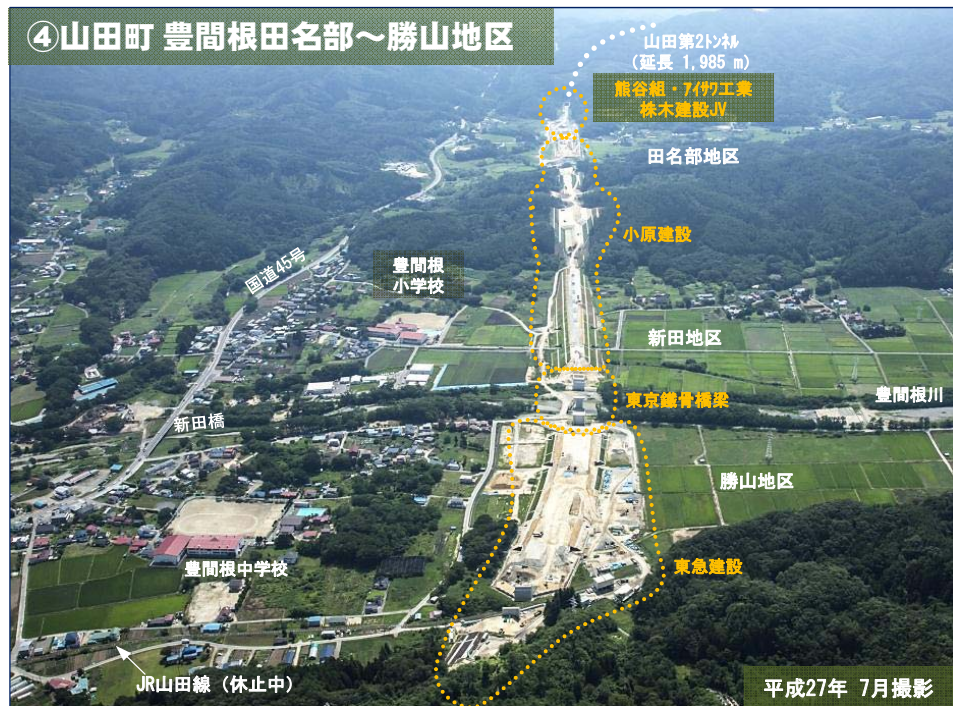 ④山田町 豊間根田名部～勝山地区
山田第2ﾄﾝﾈﾙ
(延長 1,985 m)
熊谷組・ｱｲｻﾜ工業
株木建設JV
田名部地区
小原建設
国道45号
豊間根
小学校
新田地区
東京鐵骨橋梁
豊間根川
新田橋
勝山地区
東急建設
豊間根中学校
JR山田線（休止中）
平成27年 7月撮影